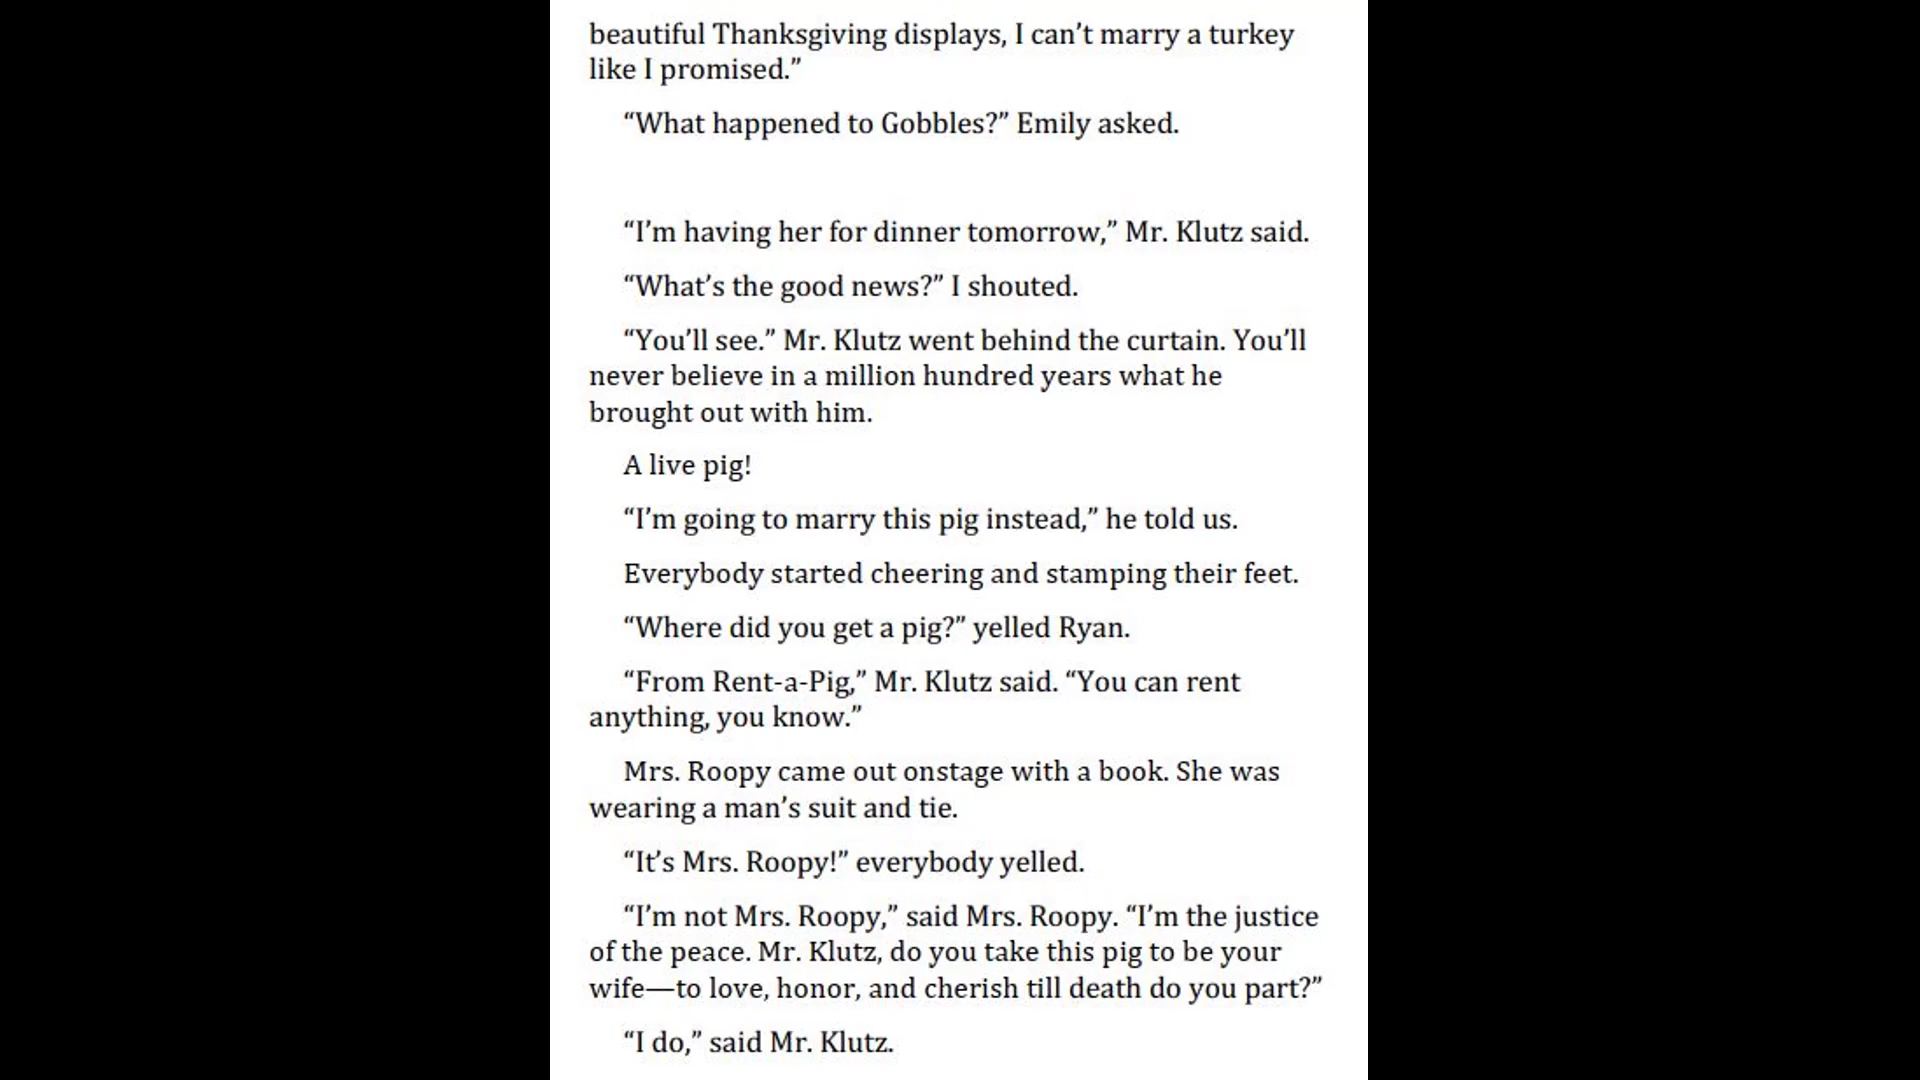 beautiful Thanksgiving displays, I can’t marry a turkey
like I promised.”
“What happened to Gobbles?” Emily asked.
“I’m having her for dinner tomorrow,” Mr. Klutz said.
“What’s the good news?” I shouted.
“You’ll see.” Mr. Klutz went behind the curtain. You’ll
never believe in a million hundred years what he
brought out with him.
A live pig!
“I’m going to marry this pig instead,” he told us.
Everybody started cheering and stamping their feet.
“Where did you get a pig?” yelled Ryan.
“From Rent-a-Pig,” Mr. Klutz said. “You can rent
anything, you know.”
Mrs. Roopy came out onstage with a book. She was
wearing a man’s suit and tie.
“It’s Mrs. Roopy!” everybody yelled.
“I’m not Mrs. Roopy,” said Mrs. Roopy. “I’m the justice
of the peace. Mr. Klutz, do you take this pig to be your
wife—to love, honor, and cherish till death do you part?”
“I do,” said Mr. Klutz.